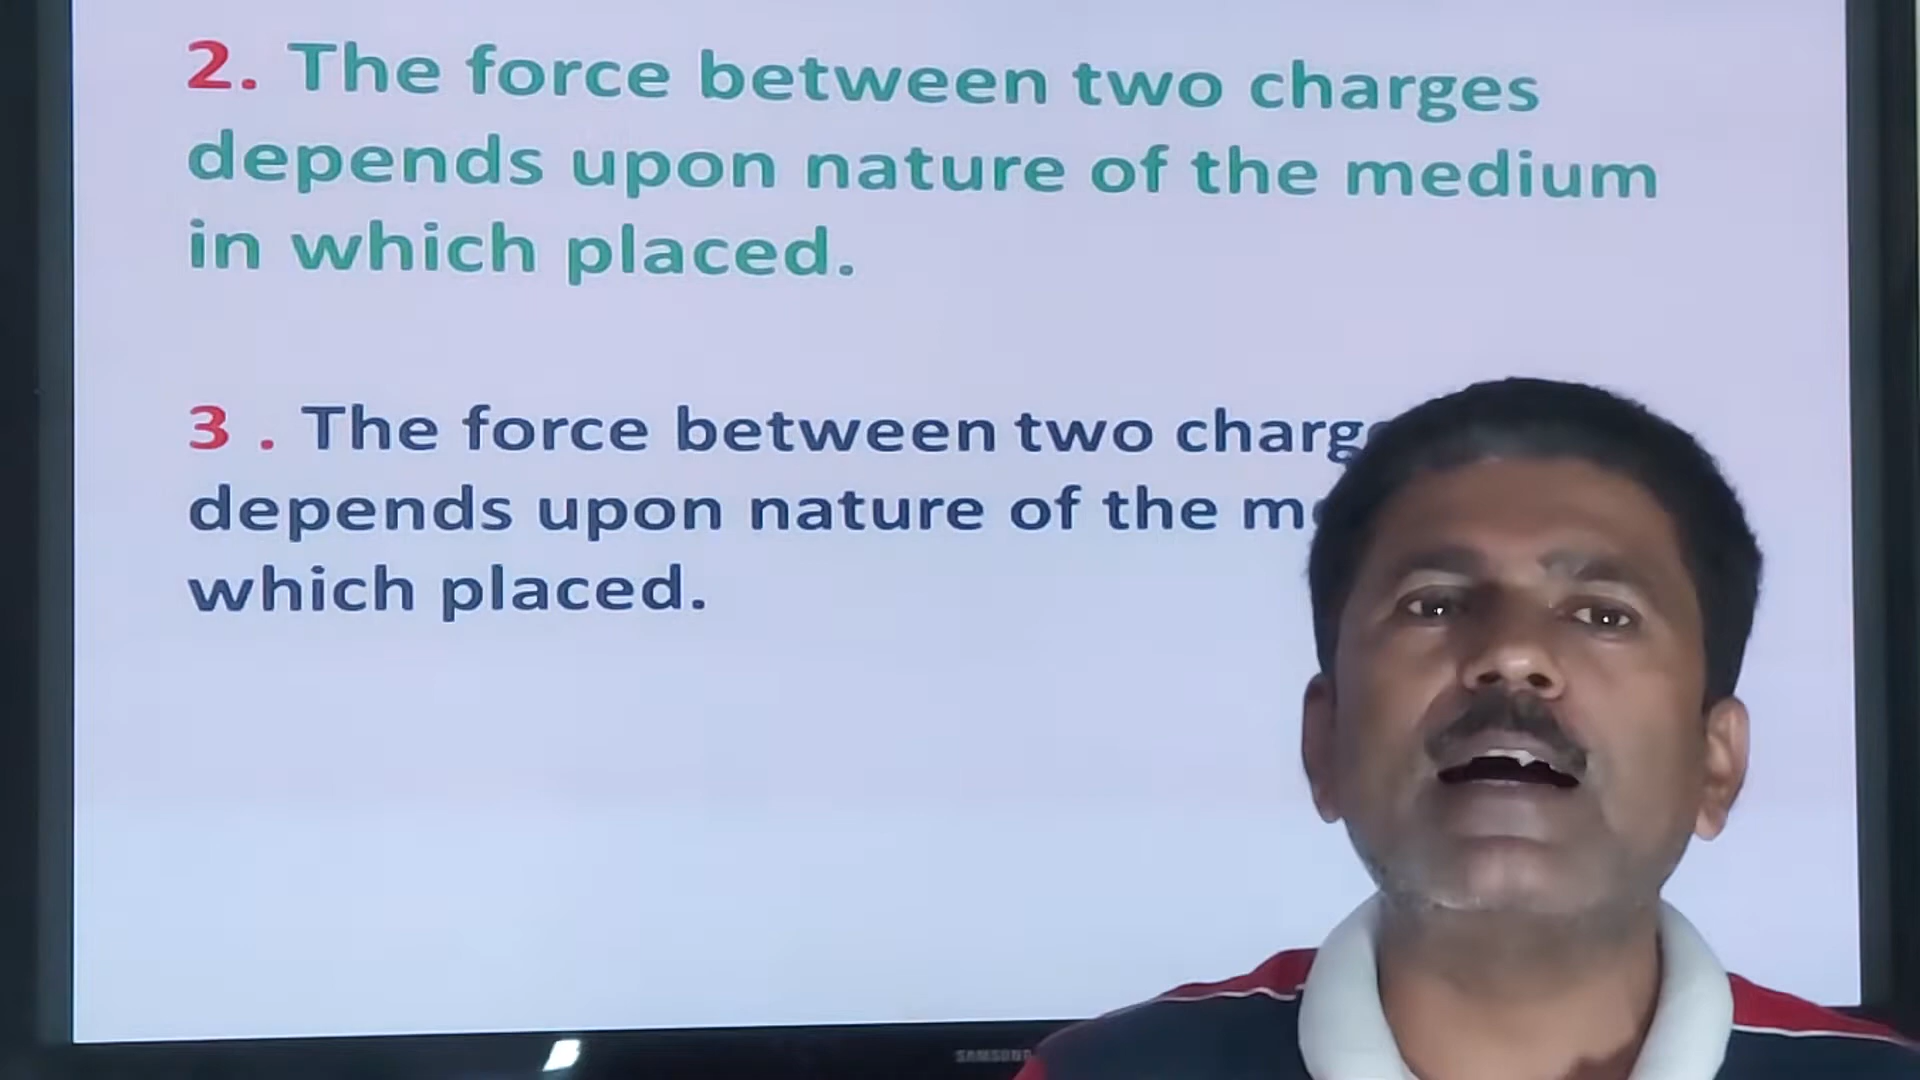 2. The force between two charges
depends upon nature of the medium
in which placed.
3 . The force between two
depends upon nature of the
which placed.
SAMSUNG